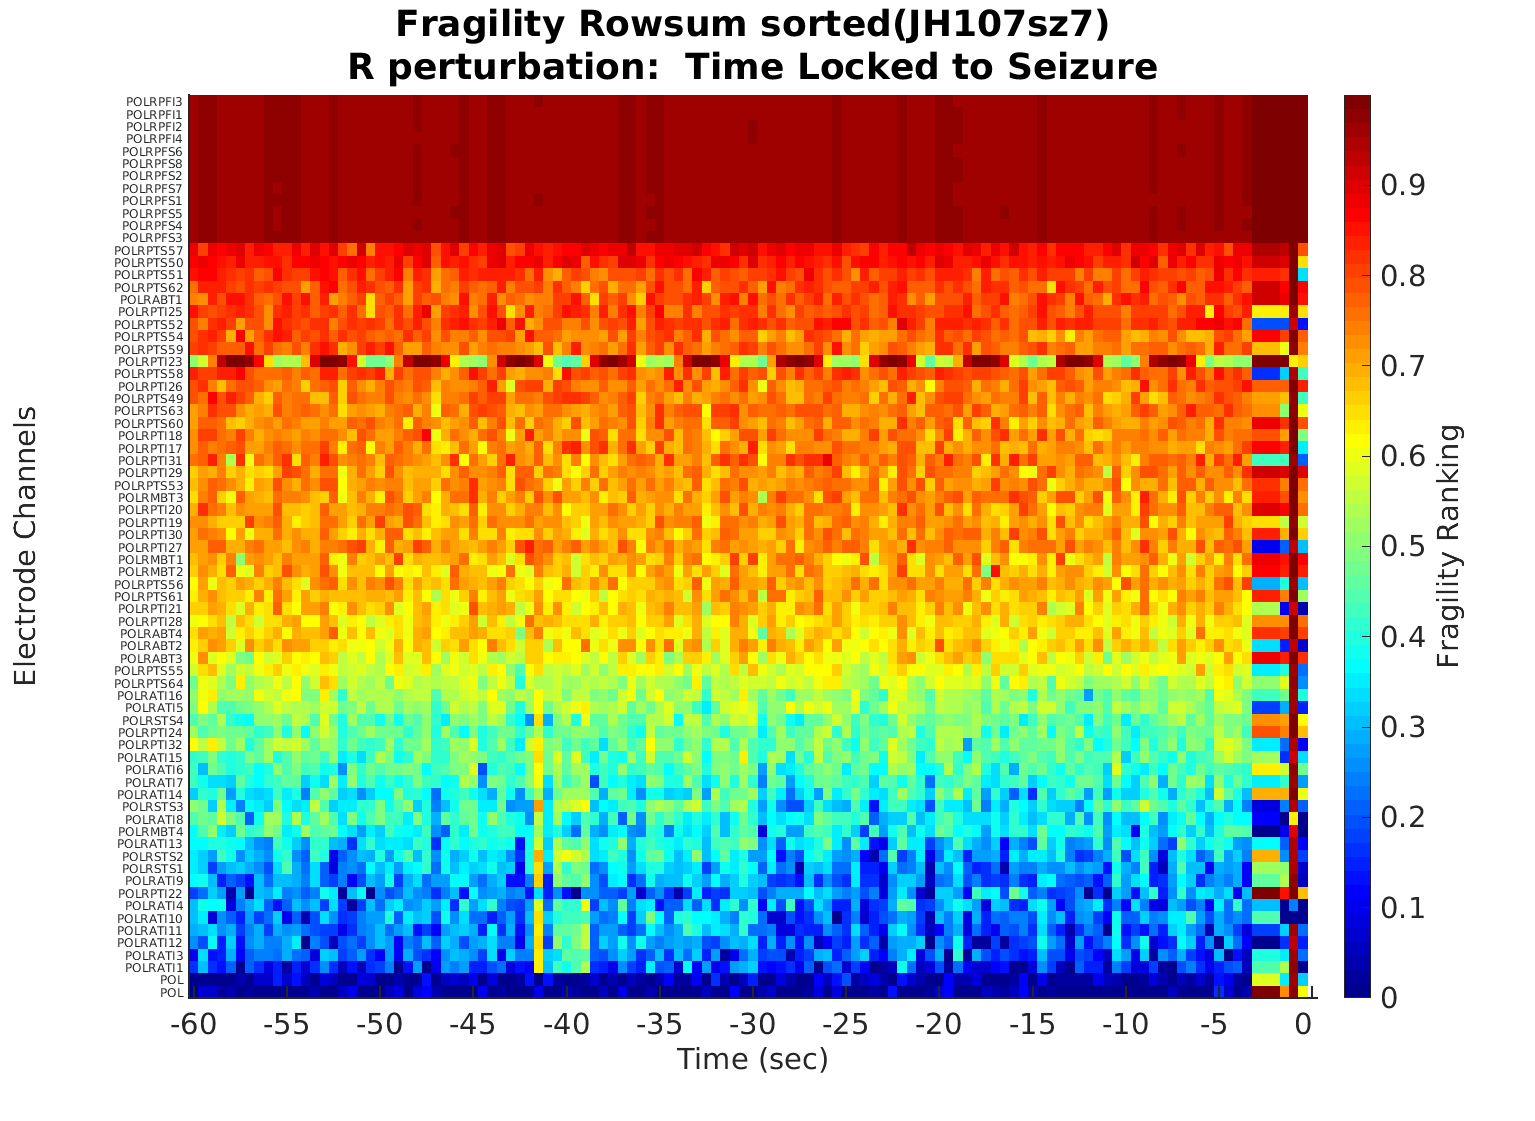 Fragility Rowsum sorted(JH107sz7)
R perturbation:  Time Locked to Seizure
Electrode Channels
POLRPFI3
POLRPFI1
POLRPFI2
POLRPFI4
POLRPFS6
POLRPFS8
POLRPFS2
POLRPFS7
POLRPFS1
POLRPFS5
POLRPFS4
POLRPFS3
POLRPTS57
POLRPTS50
POLRPTS51
POLRPTS62
POLRABT1
POLRPTI25
POLRPTS52
POLRPTS54
POLRPTS59
POLRPTI23
POLRPTS58
POLRPTI26
POLRPTS49
POLRPTS63
POLRPTS60
POLRPTI18
POLRPTI17
POLRPTI31
POLRPTI29
POLRPTS53
POLRMBT3
POLRPTI20
POLRPTI19
POLRPTI30
POLRPTI27
POLRMBT1
POLRMBT2
POLRPTS56
POLRPTS61
POLRPTI21
POLRPTI28
POLRABT4
POLRABT2
POLRABT3
POLRPTS55
POLRPTS64
POLRATI16
POLRATI5
POLRSTS4
POLRPTI24
POLRPTI32
POLRATI15
POLRATI6
POLRATI7
POLRATI14
POLRSTS3
POLRATI8
POLRMBT4
POLRATI13
POLRSTS2
POLRSTS1
POLRATI9
POLRPTI22
POLRATI4
POLRATI10
POLRATI11
POLRATI12
POLRATI3
POLRATI1
POL
POL
-60 -55 -50 -45 -40 -35 -30 -25 -20 -15 -10 -5 0
Time (sec)
0.9
0.8
0.7
0.6
0.5
0.4
0.3
0.2
0.1
0
Fragility Ranking